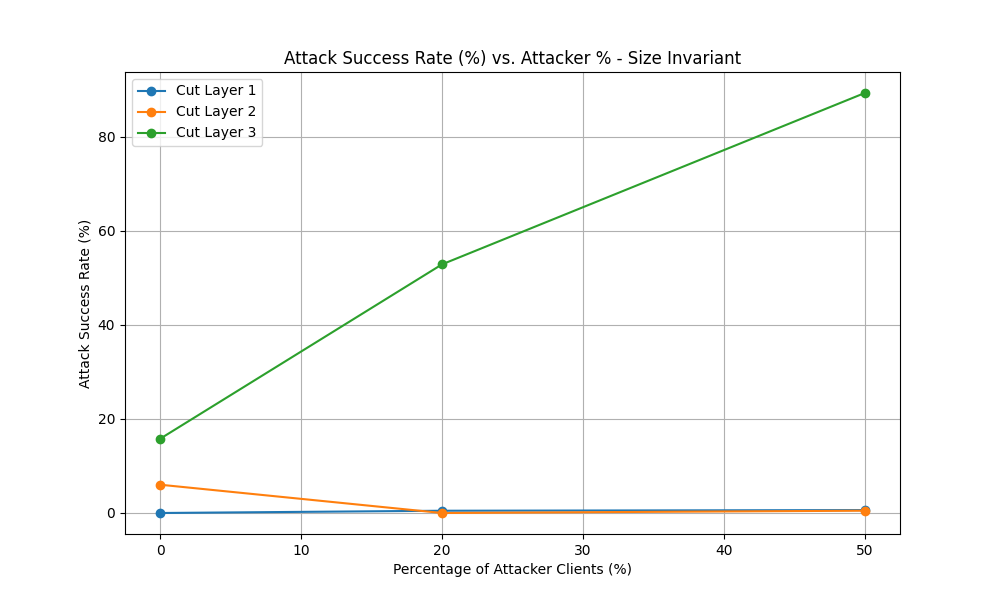 Attack Success Rate (%) vs. Attacker % - Size Invariant
Cut Layer 1
Cut Layer 2
Cut Layer 3
Attack Success Rate (%)
80
60
40
20
0
0 10 20 30 40 50
Percentage of Attacker Clients (%)